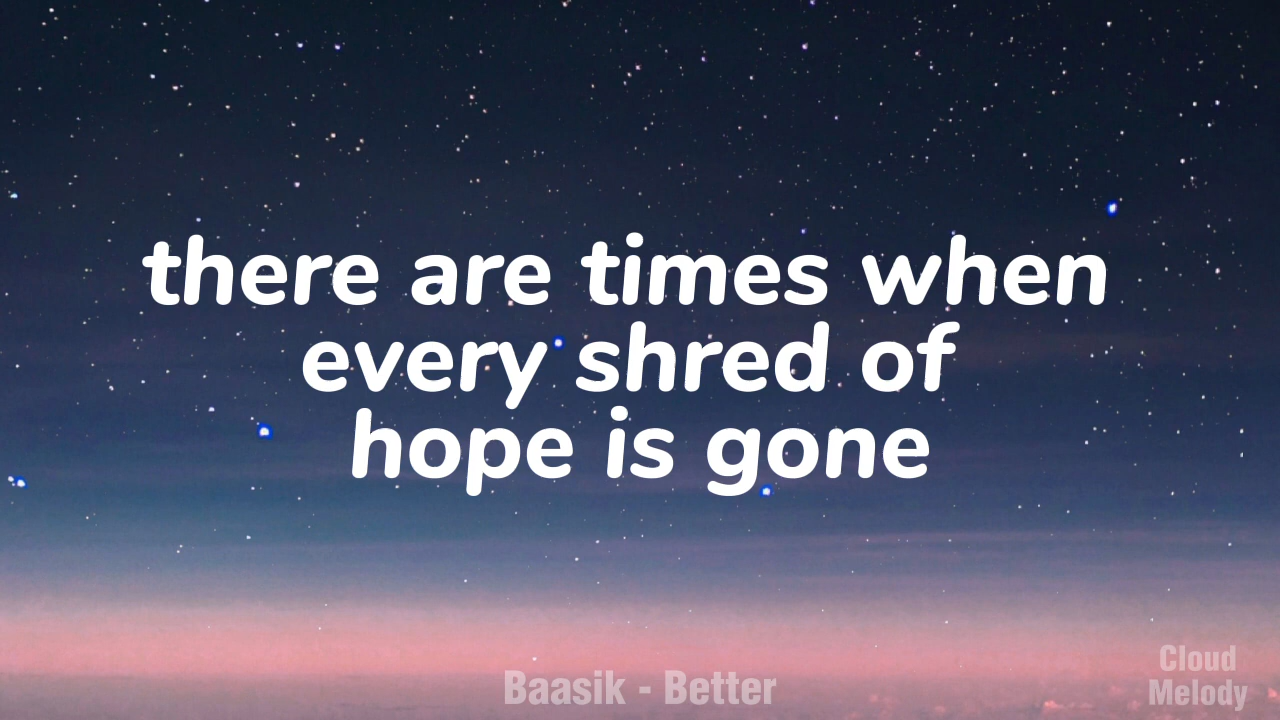 there are times when
every shred of
hope is gone
Baasik - Better
Cloud
Melody